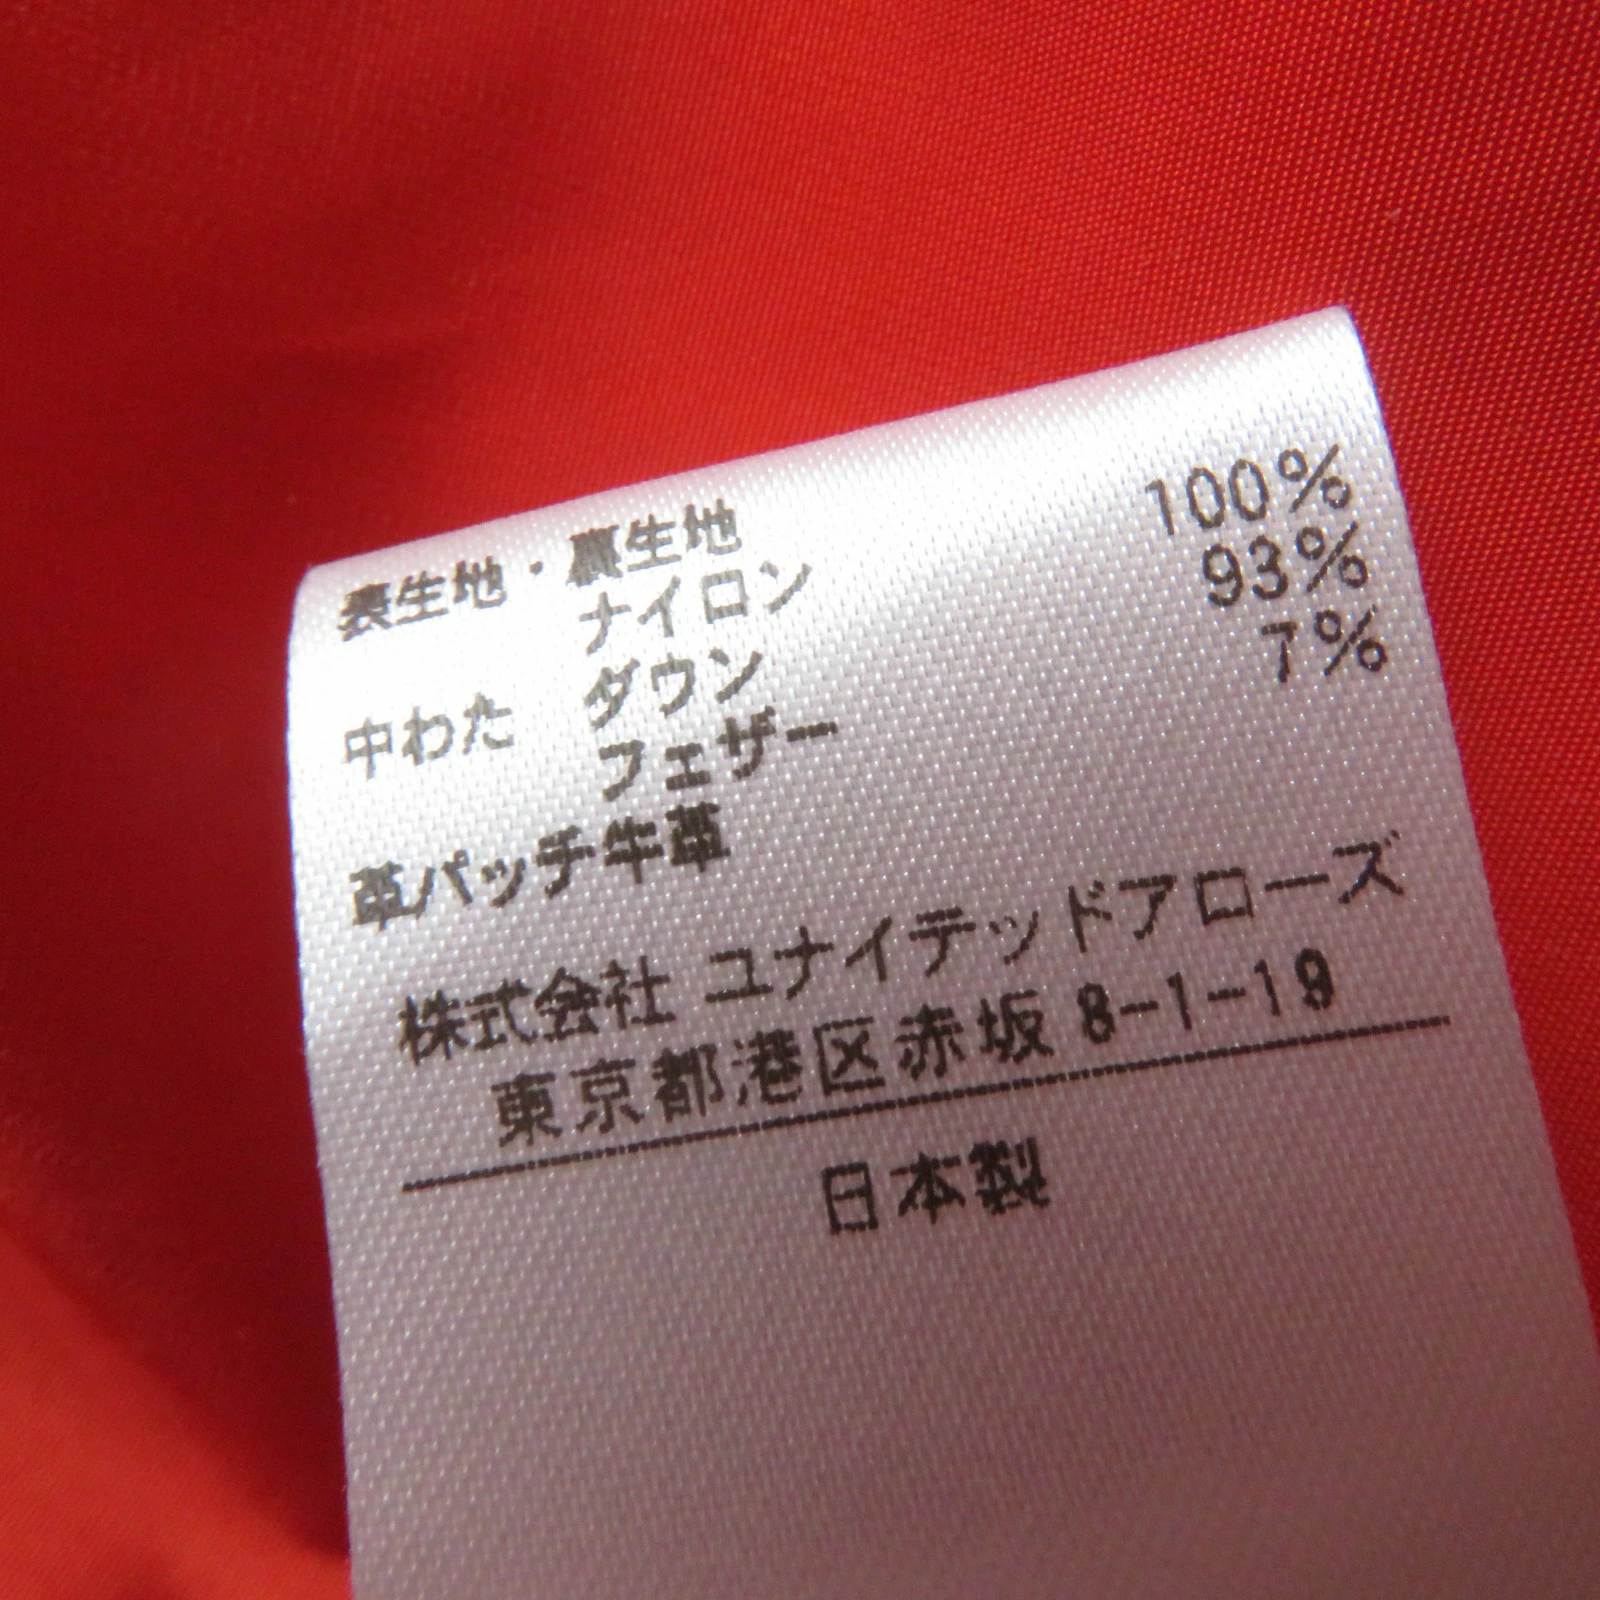 表生地・裏生地
ナイロン 100%
中わた ダウン 93%
フェザー 7%
革パッチ牛革
株式会社 ユナイテッドアローズ
東京都港区赤坂 8-1-19
日本製